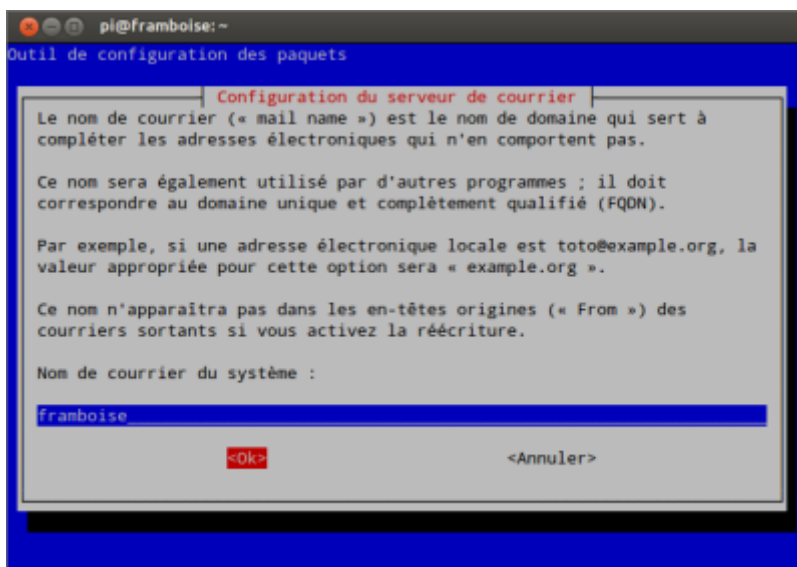 pi@framboise: ~
Outil de configuration des paquets
Configuration du serveur de courrier
Le nom de courrier (« mail name ») est le nom de domaine qui sert à
compléter les adresses électroniques qui n'en comportent pas.
Ce nom sera également utilisé par d'autres programmes ; il doit
correspondre au domaine unique et complètement qualifié (FQDN).
Par exemple, si une adresse électronique locale est toto@example.org, la
valeur appropriée pour cette option sera « example.org ».
Ce nom n'apparaîtra pas dans les en-têtes origines (« From ») des
courriers sortants si vous activez la réécriture.
Nom de courrier du système :
framboise
<Ok> <Annuler>